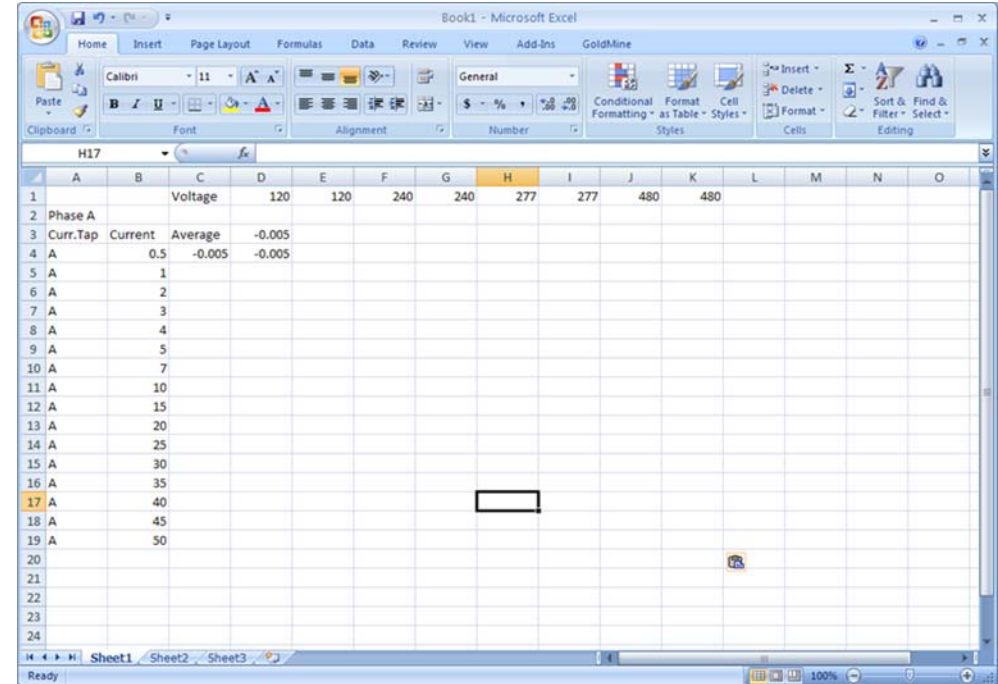 Book1 - Microsoft Excel
Home Insert Page Layout Formulas Data Review View Add-Ins GoldMine
Paste
Calibri 11 A A
B I U A
General
$ % , .0 .00 .00 .0
Conditional Formatting Format as Table Cell Styles
Insert
Delete
Format
Σ
Sort & Filter Find & Select
Clipboard Font Alignment Number Styles Cells Editing
H17 fx
A B C D E F G H I J K L M N O
1 Voltage 120 120 240 240 277 277 480 480
2 Phase A
3 Curr.Tap Current Average -0.005
4 A 0.5 -0.005 -0.005
5 A 1
6 A 2
7 A 3
8 A 4
9 A 5
10 A 7
11 A 10
12 A 15
13 A 20
14 A 25
15 A 30
16 A 35
17 A 40
18 A 45
19 A 50
20
21
22
23
24
Sheet1 Sheet2 Sheet3
Ready 100%